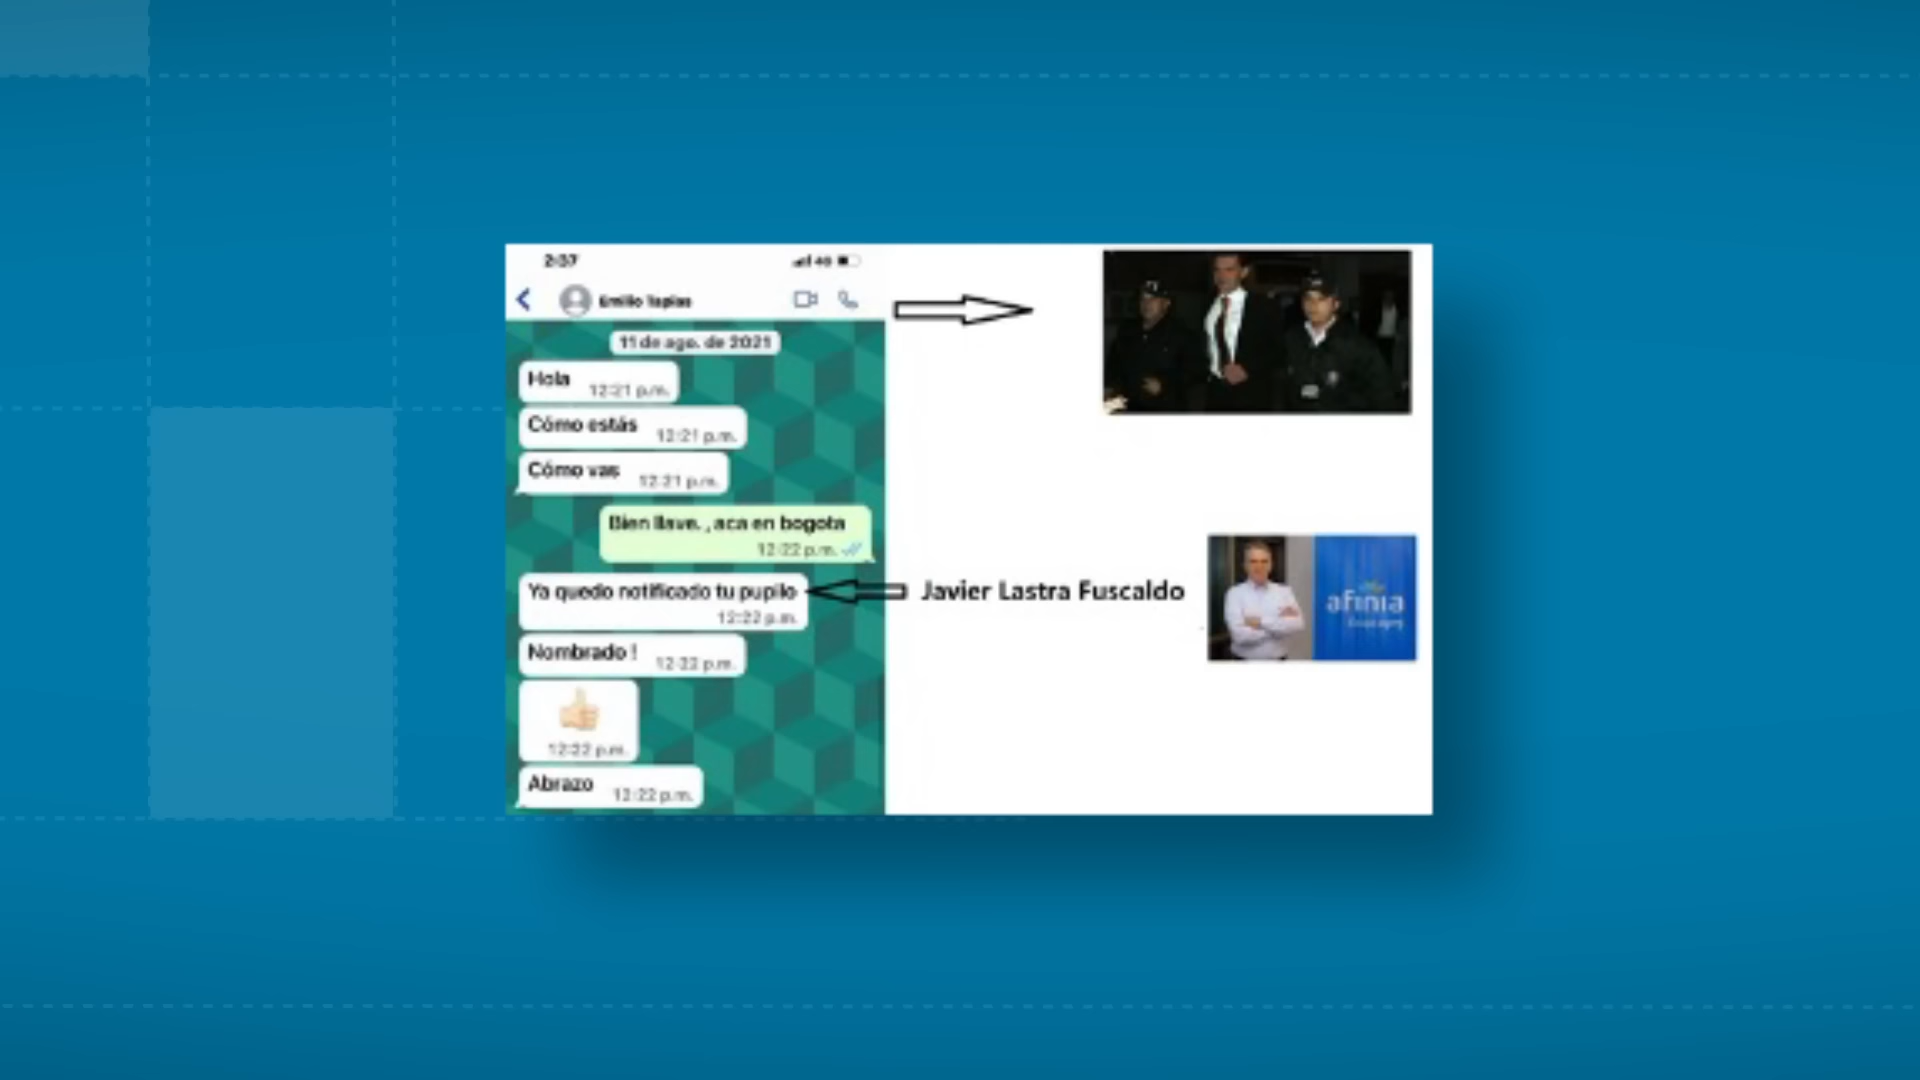 2:37
4G
Emilio Tapias
11 de ago. de 2021
Hola
12:21 p.m.
Cómo estás
12:21 p.m.
Cómo vas
12:21 p.m.
Bien llave. , aca en bogota
12:22 p.m.
Ya quedo notificado tu pupilo
12:22 p.m.
Javier Lastra Fuscaldo
afinia
Nombrado !
12:22 p.m.
12:22 p.m.
Abrazo
12:22 p.m.